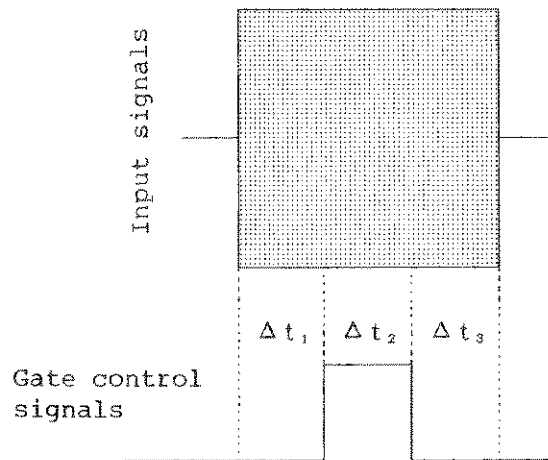 Input signals
Δt₁ Δt₂ Δt₃
Gate control
signals